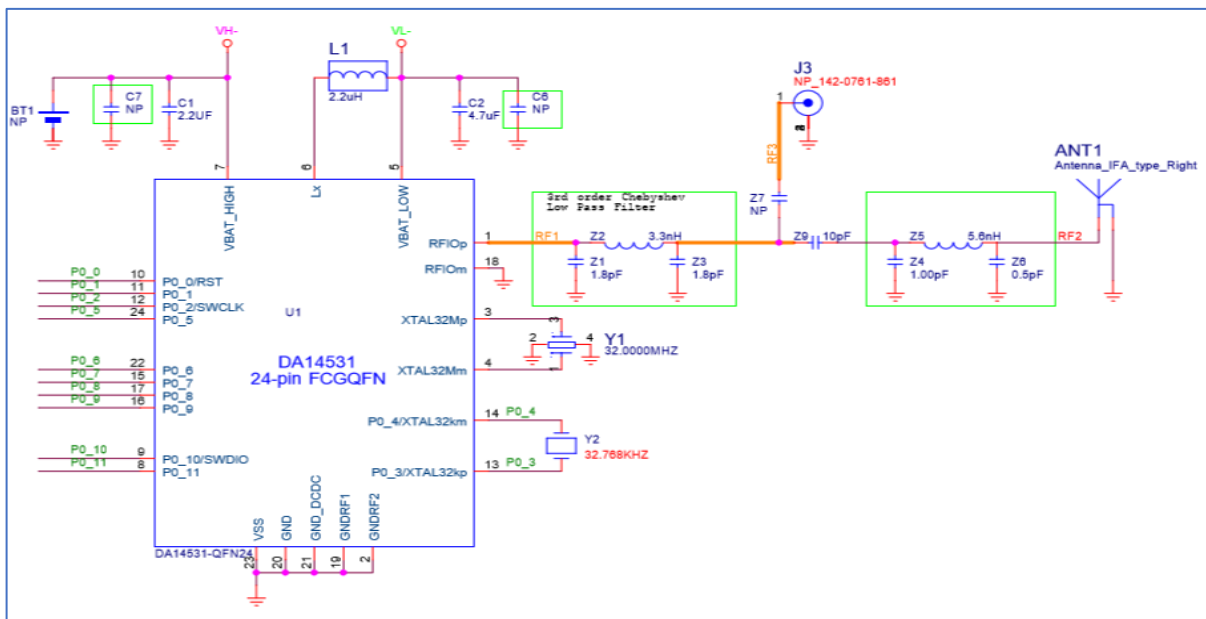 VH-
VL-
L1
2.2uH
C7
NP
C1
2.2UF
BT1
NP
C2
4.7uF
C6
NP
J3
NP_142-0761-861
1
2
RF3
Z7
NP
ANT1
Antenna_IFA_type_Right
7
6
5
VBAT_HIGH
Lx
VBAT_LOW
3rd order Chebyshev
Low Pass Filter
RFIOp
1
RF1
Z2
3.3nH
Z9
10pF
Z5
5.6nH
RF2
Z1
1.8pF
Z3
1.8pF
Z4
1.00pF
Z6
0.5pF
RFIOm
18
P0_0
10
P0_0/RST
P0_1
11
P0_1
P0_2
12
P0_2/SWCLK
P0_5
24
P0_5
U1
XTAL32Mp
3
3
2
4
Y1
32.0000MHZ
1
XTAL32Mm
4
DA14531
24-pin FCGQFN
P0_6
22
P0_6
P0_7
15
P0_7
P0_8
17
P0_8
P0_9
16
P0_9
P0_4/XTAL32km
14
P0_4
Y2
32.768KHZ
P0_3/XTAL32kp
13
P0_3
P0_10
9
P0_10/SWDIO
P0_11
8
P0_11
VSS
GND
GND_DCDC
GNDRF1
GNDRF2
DA14531-QFN24
23
20
21
19
2